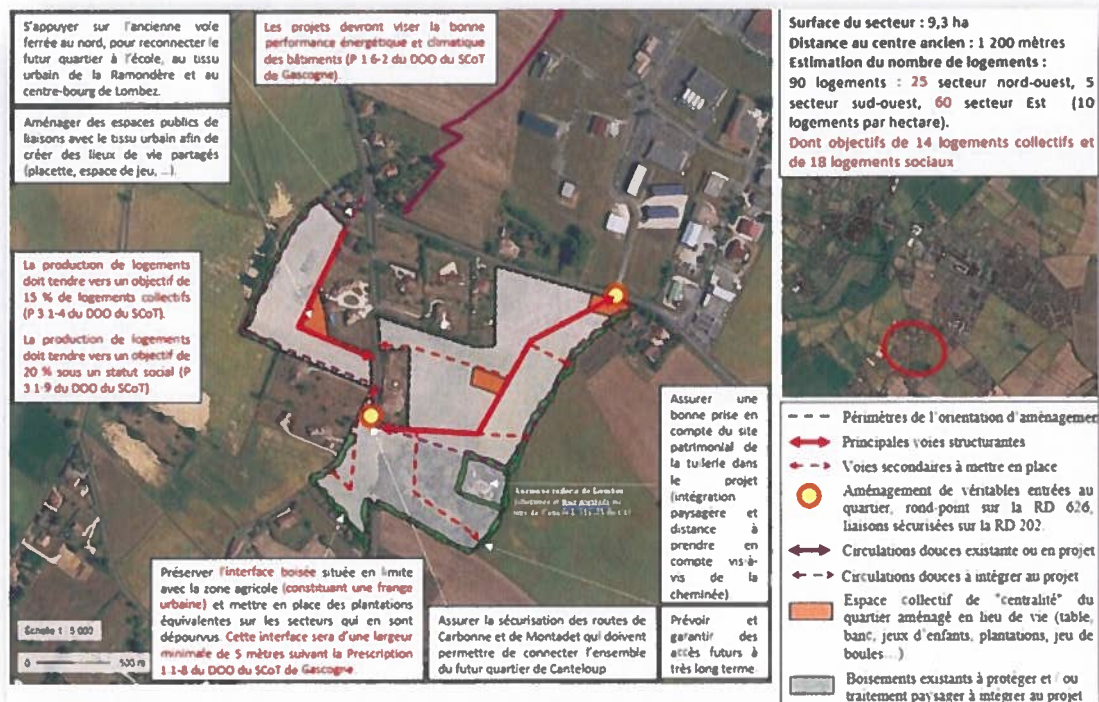 S'appuyer sur l'ancienne voie
ferrée au nord, pour reconnecter le
futur quartier à l'école, au tissu
urbain de la Ramondère et au
centre-bourg de Lombez.
Aménager des espaces publics de
liaisons avec le tissu urbain afin de
créer des lieux de vie partagés
(placette, espace de jeu, ...).
Les projets devront viser la bonne
performance énergétique et climatique
des bâtiments (P 1 6-2 du DOO du SCoT
de Gascogne).
La production de logements
doit tendre vers un objectif de
15 % de logements collectifs
(P 3 1-4 du DOO du SCoT).
La production de logements
doit tendre vers un objectif de
20 % sous un statut social (P
3 1-9 du DOO du SCoT)
Assurer une
bonne prise en
compte du site
patrimonial de
la tuilerie dans
le projet
(intégration
paysagère et
distance à
prendre en
compte vis-à-
vis de la
cheminée).
Ancienne tuilerie de Lombez
Préserver l'interface boisée située en limite
avec la zone agricole (constituant une frange
urbaine) et mettre en place des plantations
équivalentes sur les secteurs qui en sont
dépourvus. Cette interface sera d'une largeur
minimale de 5 mètres suivant la Prescription
1 1-8 du DOO du SCoT de Gascogne
Assurer la sécurisation des routes de
Carbonne et de Montadet qui doivent
permettre de connecter l'ensemble
du futur quartier de Canteloup
Prévoir et
garantir des
accès futurs à
très long terme
Échelle 1 : 5 000
0 500 m
Surface du secteur : 9,3 ha
Distance au centre ancien : 1 200 mètres
Estimation du nombre de logements :
90 logements : 25 secteur nord-ouest, 5
secteur sud-ouest, 60 secteur Est (10
logements par hectare).
Dont objectifs de 14 logements collectifs et
de 18 logements sociaux
Périmètres de l'orientation d'aménagemen
Principales voies structurantes
Voies secondaires à mettre en place
Aménagement de véritables entrées au
quartier, rond-point sur la RD 626,
liaisons sécurisées sur la RD 202.
Circulations douces existante ou en projet
Circulations douces à intégrer au projet
Espace collectif de "centralité" du
quartier aménagé en lieu de vie (table,
banc, jeux d'enfants, plantations, jeu de
boules ...)
Boisements existants à protéger et / ou
traitement paysager à intégrer au projet